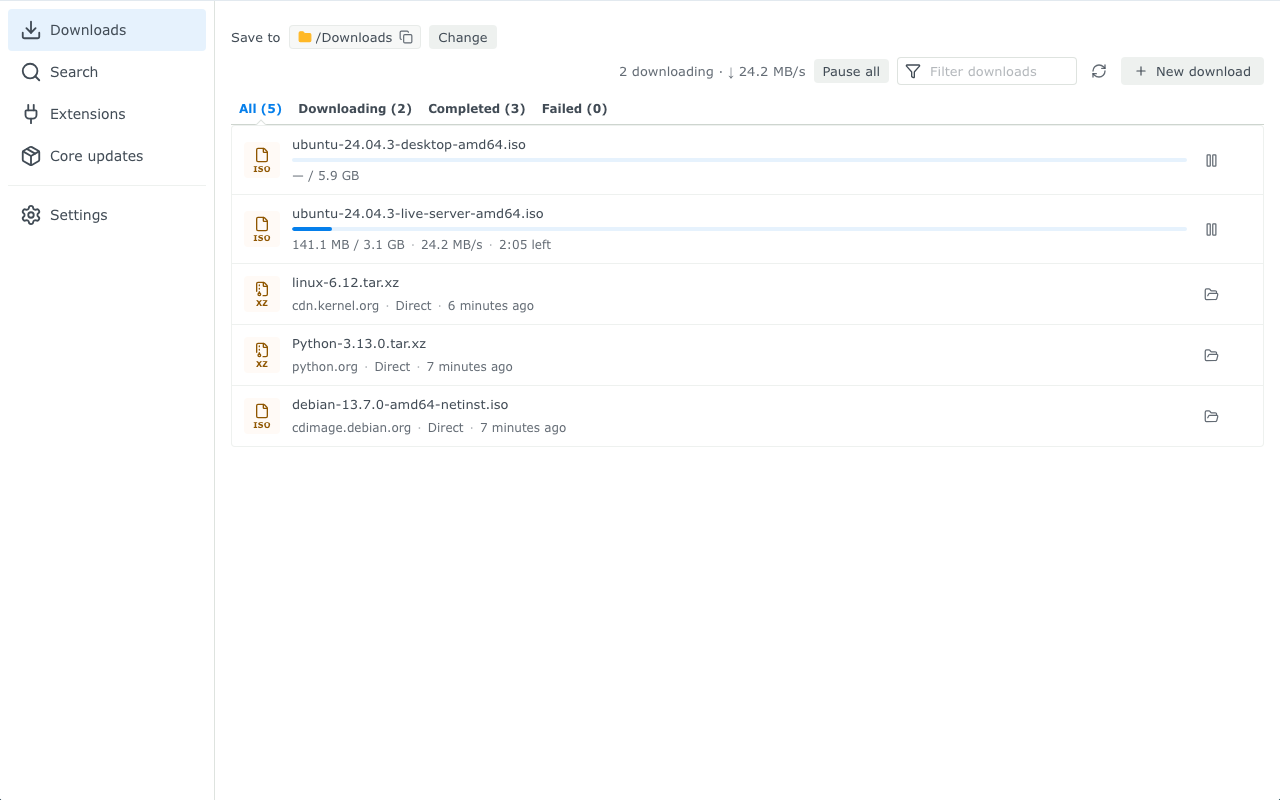 Downloads
Search
Extensions
Core updates
Settings
Save to /Downloads Change
2 downloading · ↓ 24.2 MB/s Pause all Filter downloads New download
All (5) Downloading (2) Completed (3) Failed (0)
ISO
ubuntu-24.04.3-desktop-amd64.iso
— / 5.9 GB
ISO
ubuntu-24.04.3-live-server-amd64.iso
141.1 MB / 3.1 GB · 24.2 MB/s · 2:05 left
XZ
linux-6.12.tar.xz
cdn.kernel.org · Direct · 6 minutes ago
XZ
Python-3.13.0.tar.xz
python.org · Direct · 7 minutes ago
ISO
debian-13.7.0-amd64-netinst.iso
cdimage.debian.org · Direct · 7 minutes ago